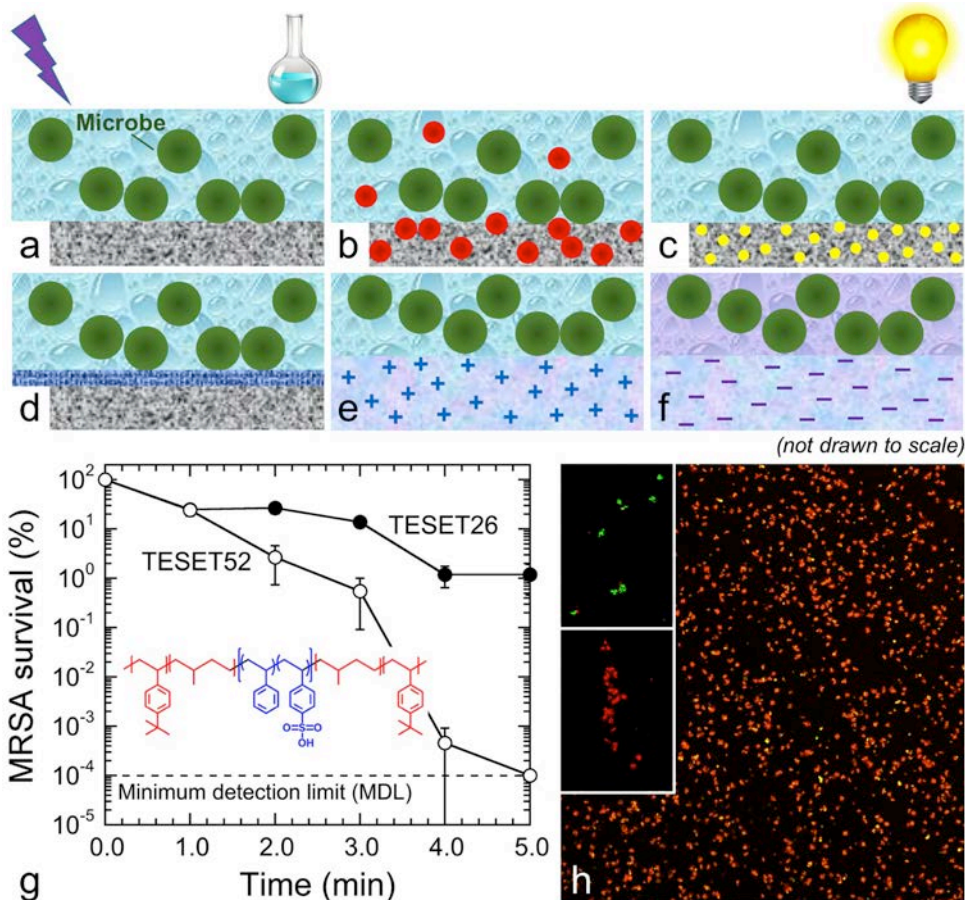 Microbe
a
b
c
d
e
f
(not drawn to scale)
MRSA survival (%)
10²
10¹
10⁰
10⁻¹
10⁻²
10⁻³
10⁻⁴
10⁻⁵
TESET26
TESET52
O=S=O
OH
Minimum detection limit (MDL)
0.0 1.0 2.0 3.0 4.0 5.0
Time (min)
g
h